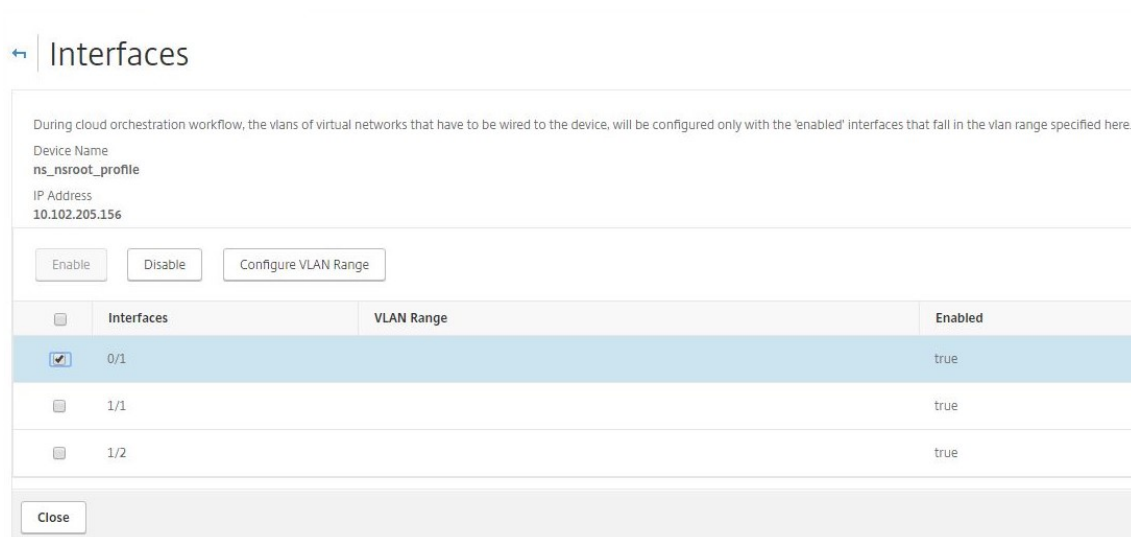 Interfaces
During cloud orchestration workflow, the vlans of virtual networks that have to be wired to the device, will be configured only with the 'enabled' interfaces that fall in the vlan range specified here.
Device Name
ns_nsroot_profile
IP Address
10.102.205.156
Enable Disable Configure VLAN Range
Interfaces VLAN Range Enabled
0/1 true
1/1 true
1/2 true
Close